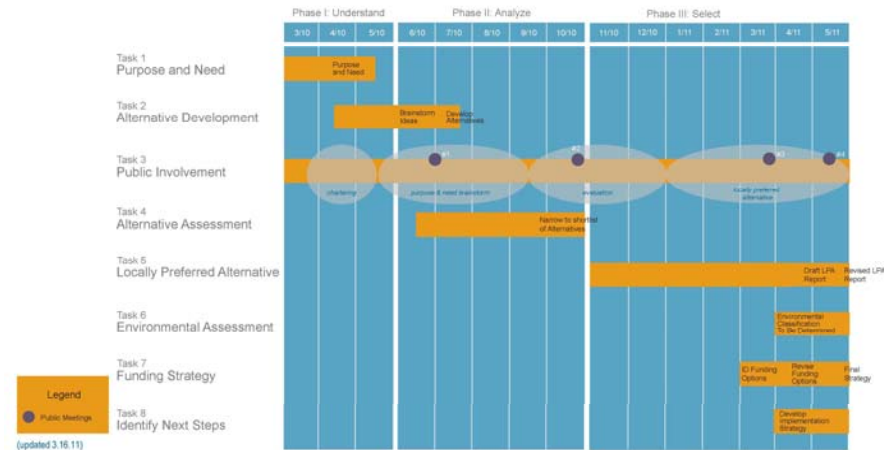 Phase I: Understand
Phase II: Analyze
Phase III: Select
3/10 4/10 5/10 6/10 7/10 8/10 9/10 10/10 11/10 12/10 1/11 2/11 3/11 4/11 5/11
Task 1
Purpose and Need
Purpose
and Need
Task 2
Alternative Development
Brainstorm
Ideas
Develop
Alternatives
Task 3
Public Involvement
#1
#2
#3
#4
chartering
purpose & need brainstorm
evaluation
locally preferred
alternative
Task 4
Alternative Assessment
Narrow to shortlist
of Alternatives
Task 5
Locally Preferred Alternative
Draft LPA
Report
Revised LPA
Report
Task 6
Environmental Assessment
Environmental
Classification
To Be Determined
Task 7
Funding Strategy
ID Funding
Options
Revise
Funding
Options
Final
Strategy
Task 8
Identify Next Steps
Develop
Implementation
Strategy
Legend
Public Meetings
(updated 3.16.11)